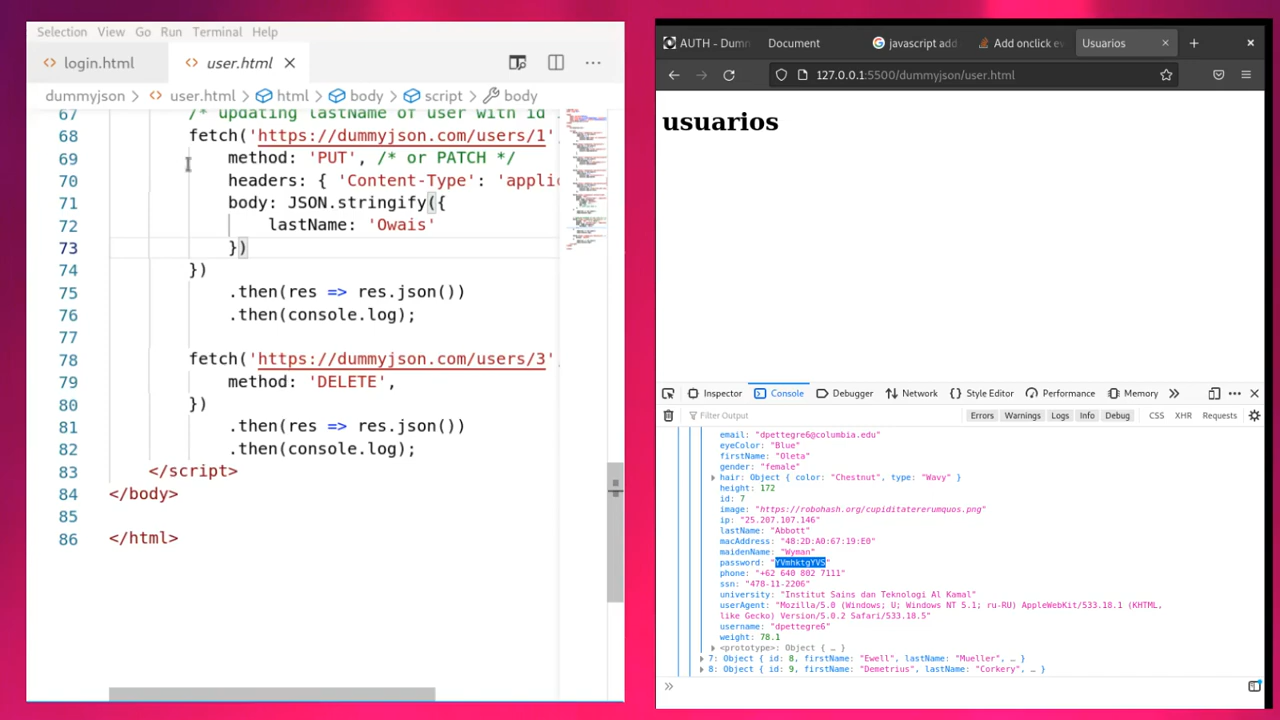 Selection View Go Run Terminal Help
login.html
user.html
dummyjson > user.html > html > body > script > body
67 /* updating lastName of user with id
68 fetch('https://dummyjson.com/users/1'
69 method: 'PUT', /* or PATCH */
70 headers: { 'Content-Type': 'applic
71 body: JSON.stringify({
72 lastName: 'Owais'
73 })
74 })
75 .then(res => res.json())
76 .then(console.log);
77
78 fetch('https://dummyjson.com/users/3'
79 method: 'DELETE',
80 })
81 .then(res => res.json())
82 .then(console.log);
83 </script>
84 </body>
85
86 </html>
AUTH - Dumm
Document
javascript add
Add onclick ev
Usuarios
127.0.0.1:5500/dummyjson/user.html
usuarios
Inspector Console Debugger Network Style Editor Performance Memory
Filter Output
Errors Warnings Logs Info Debug CSS XHR Requests
email: "dpettegre6@columbia.edu"
eyeColor: "Blue"
firstName: "Oleta"
gender: "female"
hair: Object { color: "Chestnut", type: "Wavy" }
height: 172
id: 7
image: "https://robohash.org/cupiditatererumquos.png"
ip: "25.207.107.146"
lastName: "Abbott"
macAddress: "48:2D:A0:67:19:E0"
maidenName: "Wyman"
password: "YVmhktgYVS"
phone: "+62 640 802 7111"
ssn: "478-11-2206"
university: "Institut Sains dan Teknologi Al Kamal"
userAgent: "Mozilla/5.0 (Windows; U; Windows NT 5.1; ru-RU) AppleWebKit/533.18.1 (KHTML,
like Gecko) Version/5.0.2 Safari/533.18.5"
username: "dpettegre6"
weight: 78.1
<prototype>: Object { … }
7: Object { id: 8, firstName: "Ewell", lastName: "Mueller", … }
8: Object { id: 9, firstName: "Demetrius", lastName: "Corkery", … }